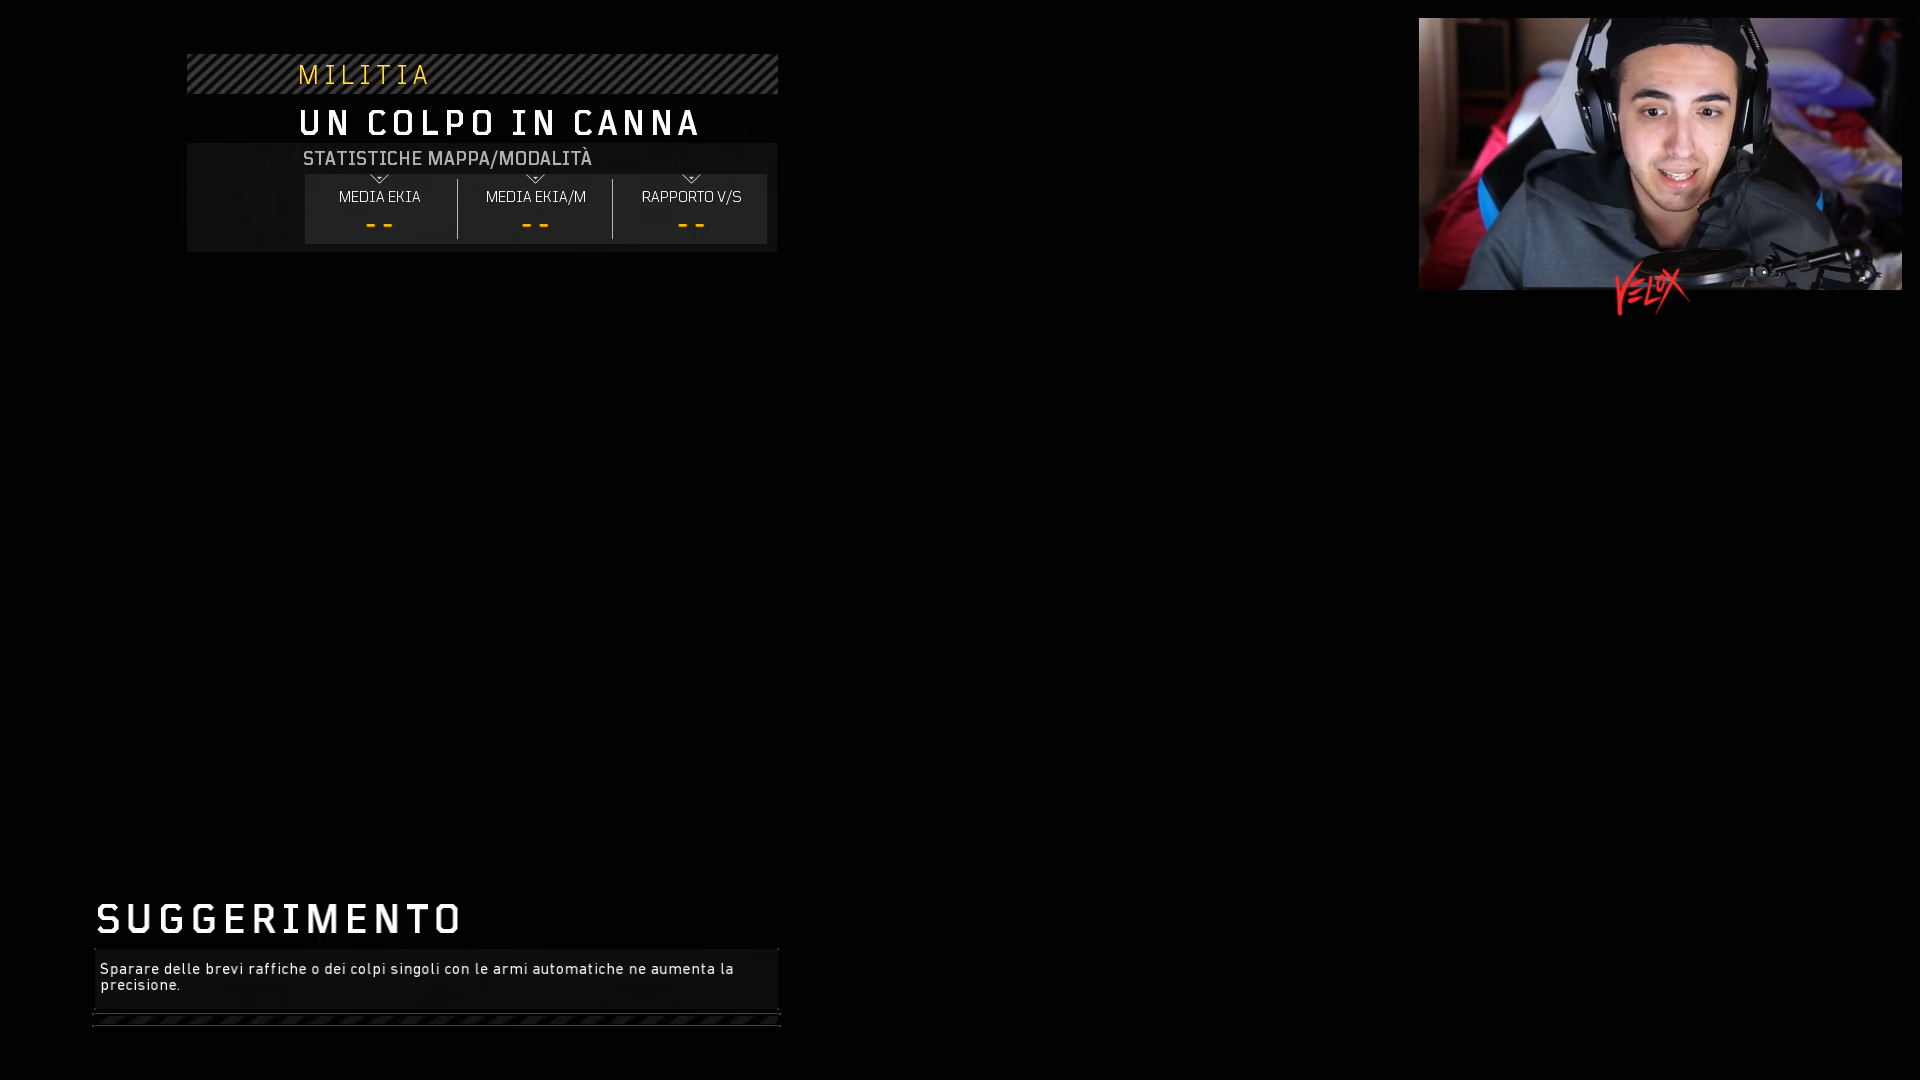 MILITIA
UN COLPO IN CANNA
STATISTICHE MAPPA/MODALITÀ
MEDIA EKIA MEDIA EKIA/M RAPPORTO V/S
-- -- --
VELOX
SUGGERIMENTO
Sparare delle brevi raffiche o dei colpi singoli con le armi automatiche ne aumenta la
precisione.